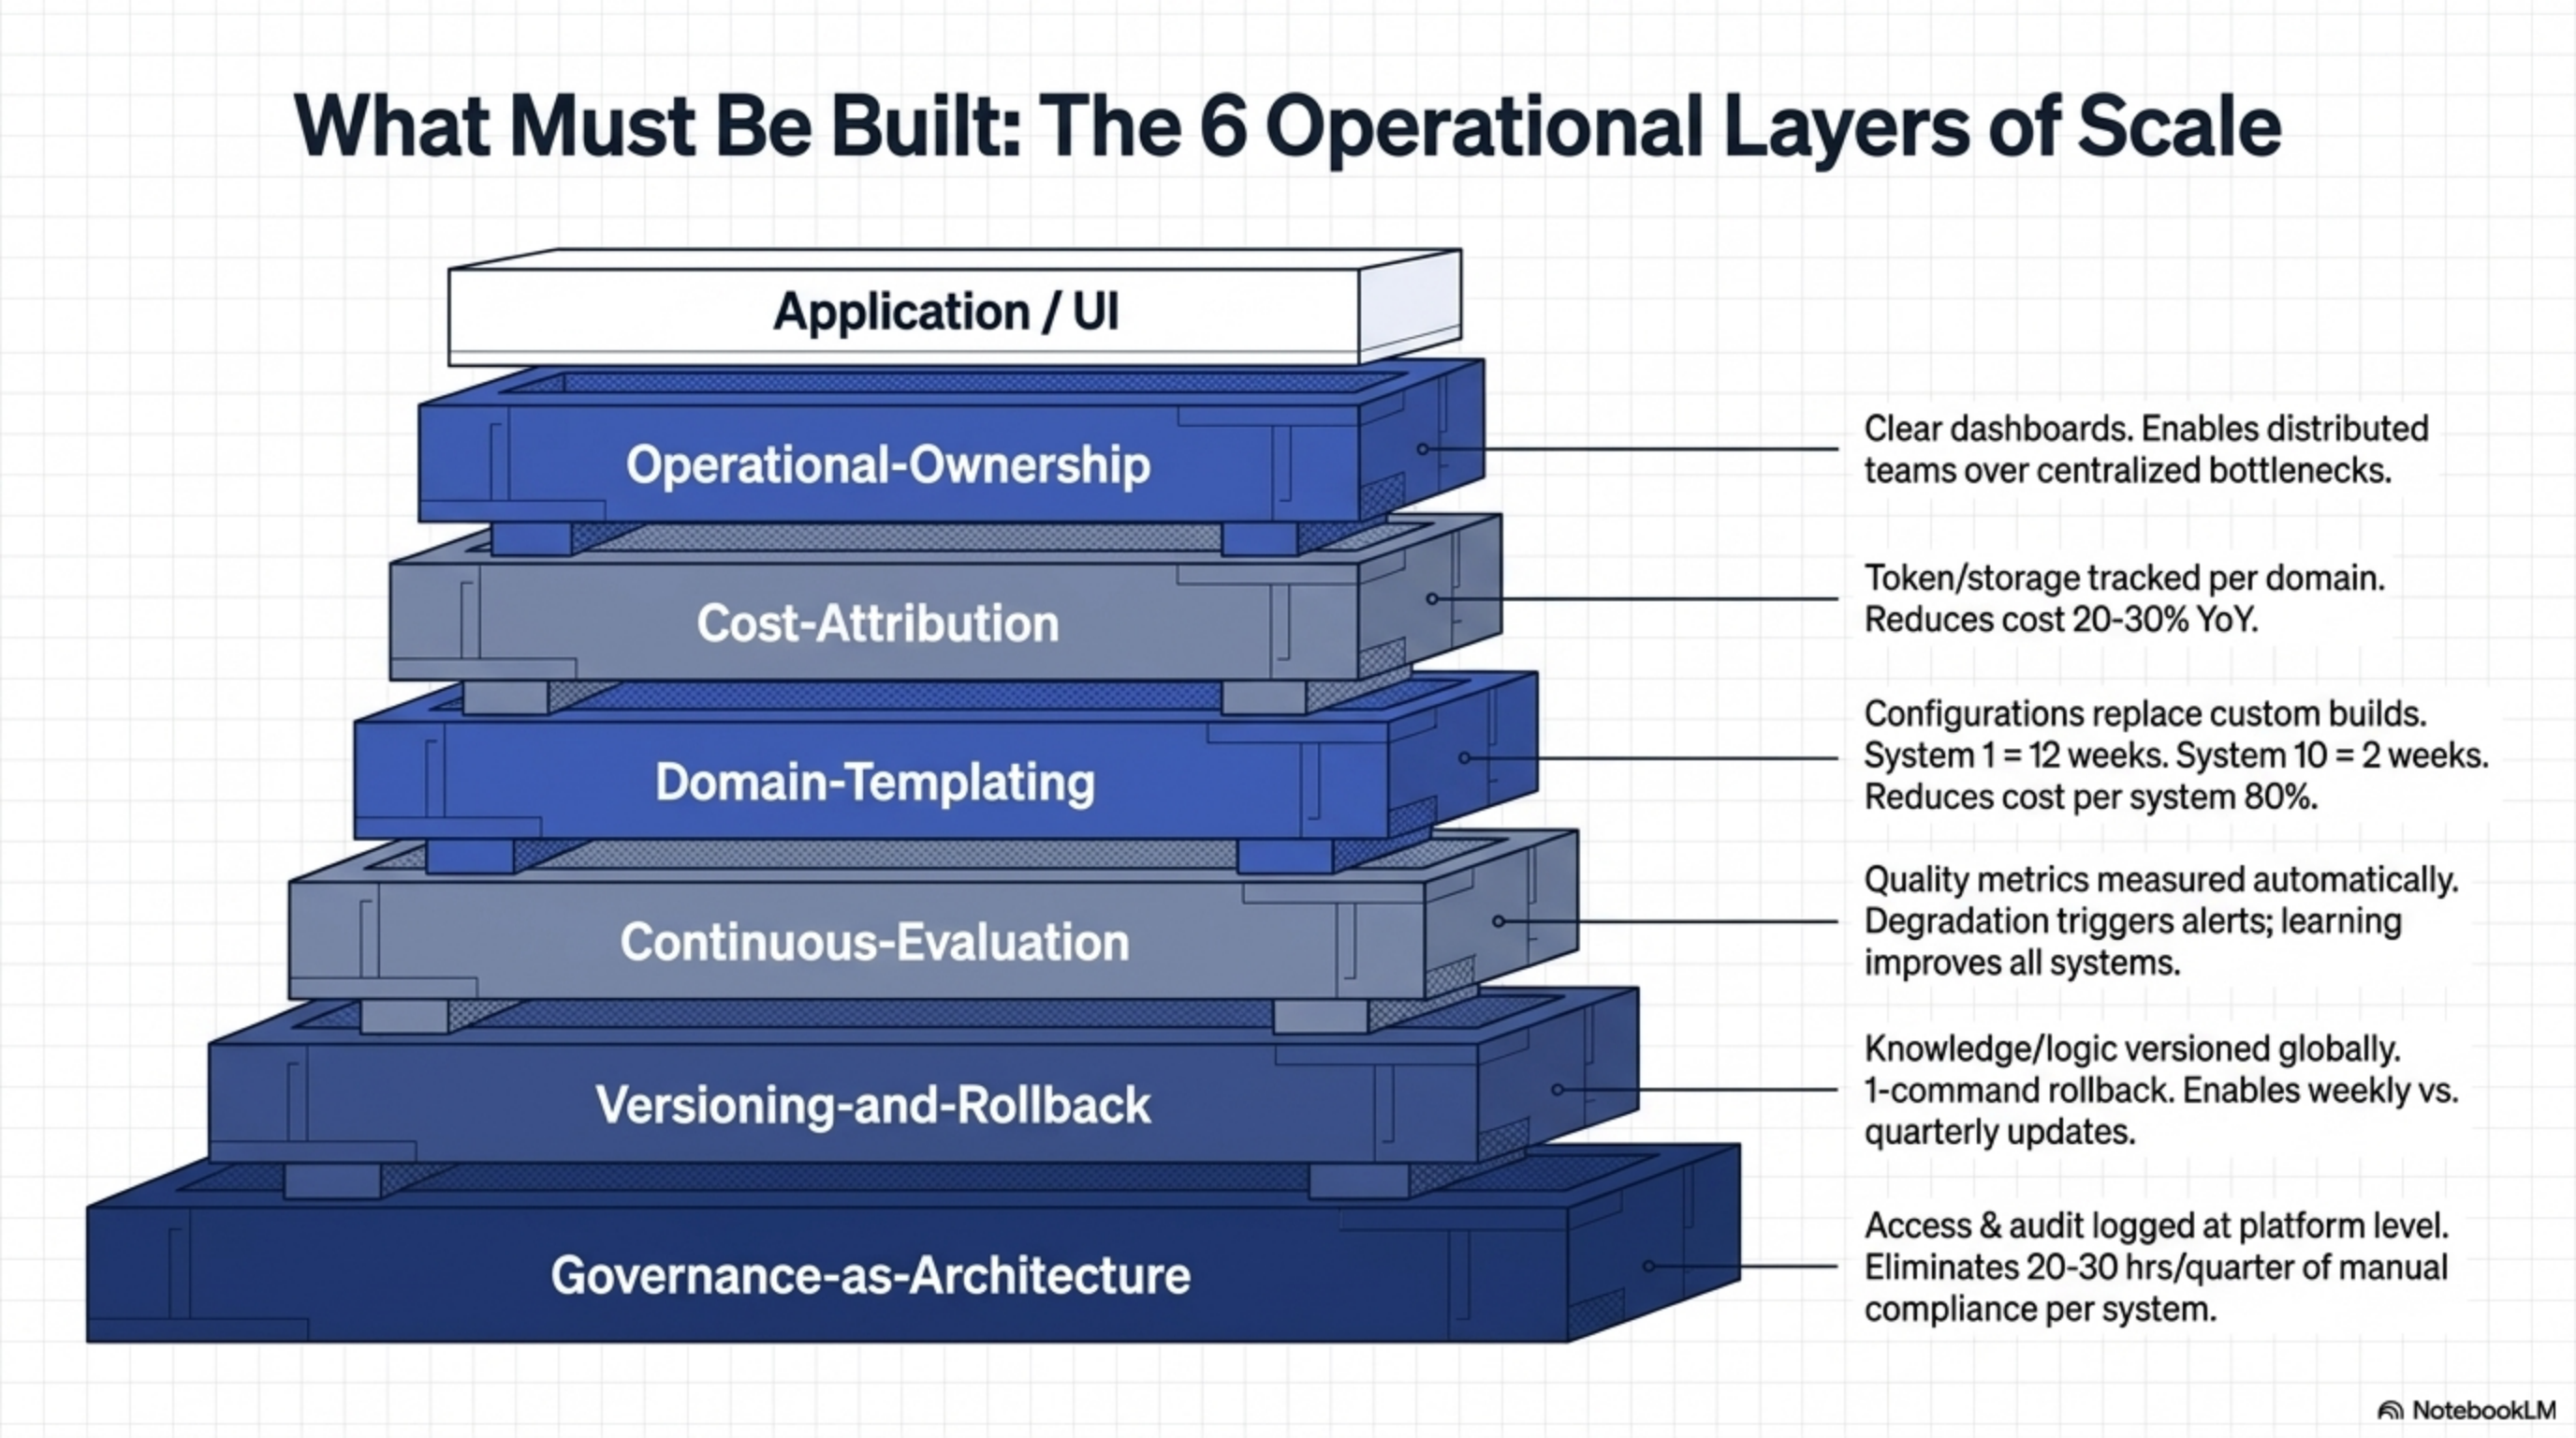 What Must Be Built: The 6 Operational Layers of Scale
Application / UI
Operational-Ownership
Clear dashboards. Enables distributed
teams over centralized bottlenecks.
Cost-Attribution
Token/storage tracked per domain.
Reduces cost 20-30% YoY.
Domain-Templating
Configurations replace custom builds.
System 1 = 12 weeks. System 10 = 2 weeks.
Reduces cost per system 80%.
Continuous-Evaluation
Quality metrics measured automatically.
Degradation triggers alerts; learning
improves all systems.
Versioning-and-Rollback
Knowledge/logic versioned globally.
1-command rollback. Enables weekly vs.
quarterly updates.
Governance-as-Architecture
Access & audit logged at platform level.
Eliminates 20-30 hrs/quarter of manual
compliance per system.
NotebookLM